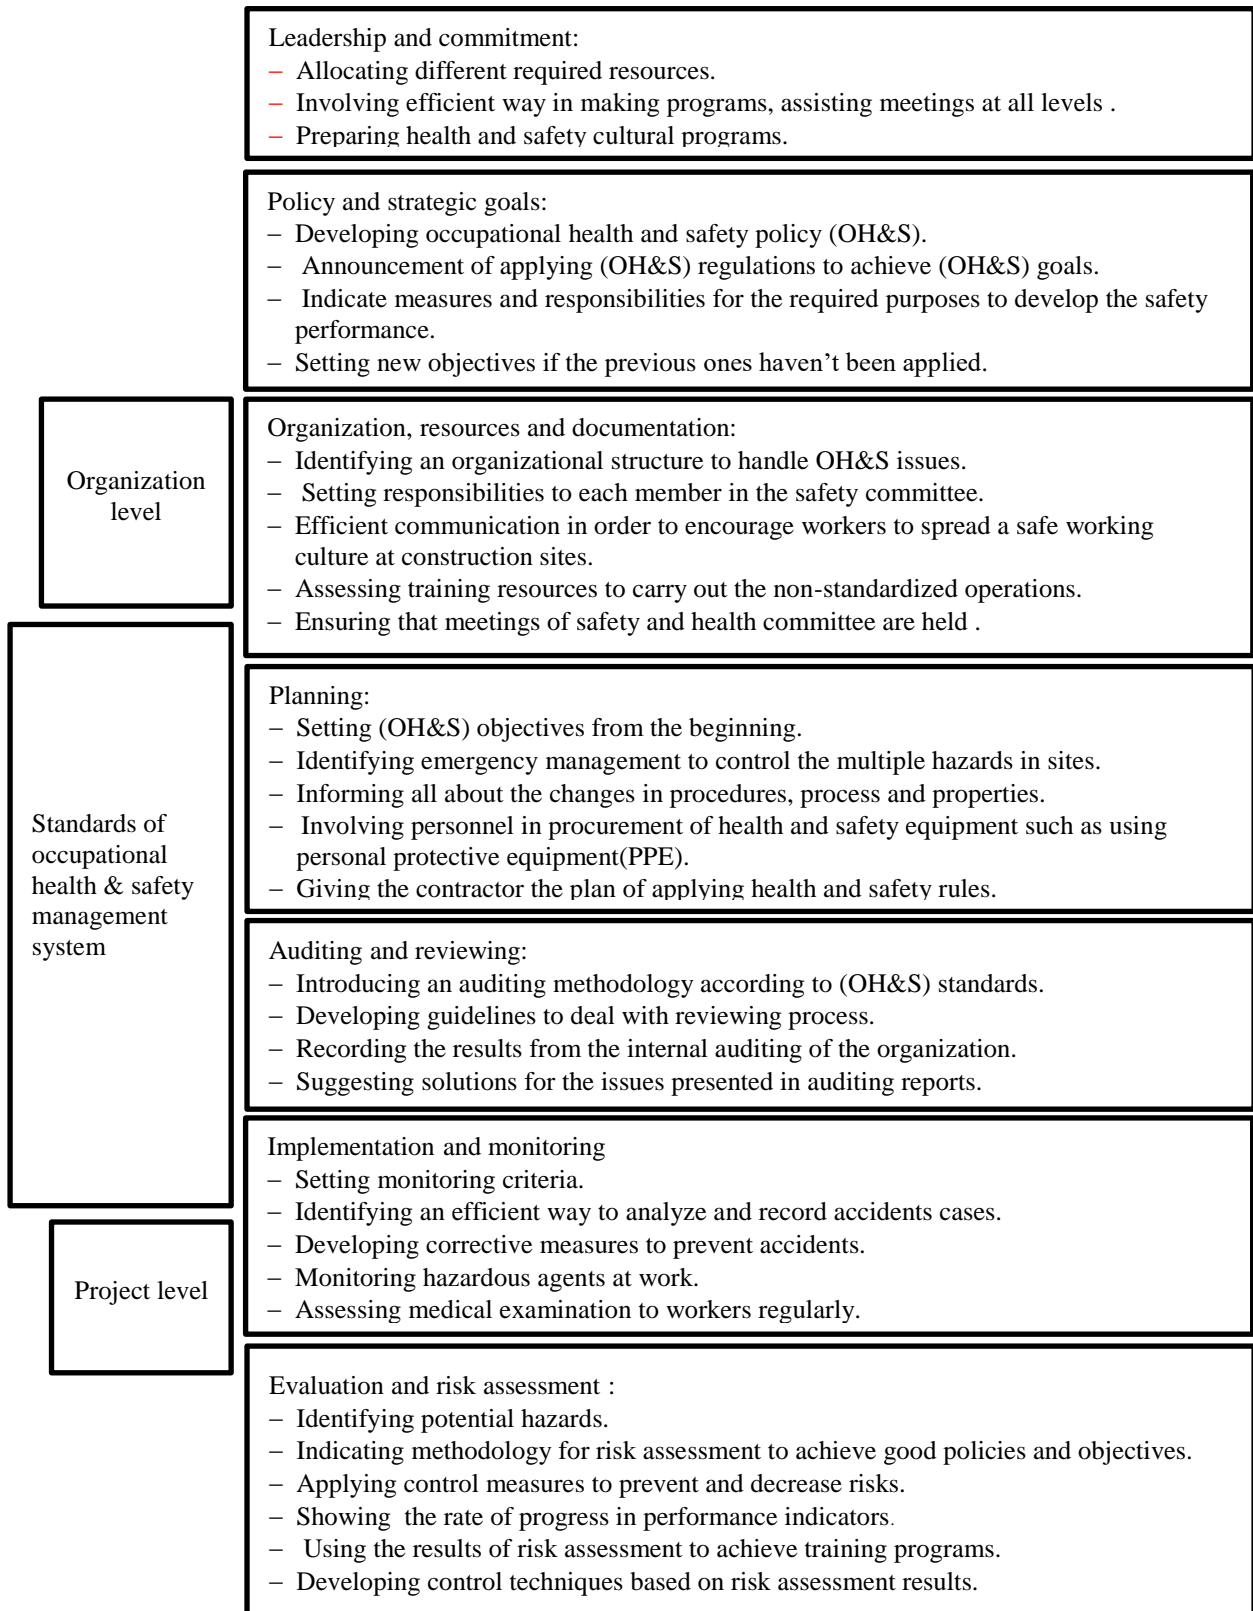 Leadership and commitment:
– Allocating different required resources.
– Involving efficient way in making programs, assisting meetings at all levels .
– Preparing health and safety cultural programs.
Policy and strategic goals:
– Developing occupational health and safety policy (OH&S).
– Announcement of applying (OH&S) regulations to achieve (OH&S) goals.
– Indicate measures and responsibilities for the required purposes to develop the safety
performance.
– Setting new objectives if the previous ones haven’t been applied.
Organization
level
Organization, resources and documentation:
– Identifying an organizational structure to handle OH&S issues.
– Setting responsibilities to each member in the safety committee.
– Efficient communication in order to encourage workers to spread a safe working
culture at construction sites.
– Assessing training resources to carry out the non-standardized operations.
– Ensuring that meetings of safety and health committee are held .
Standards of
occupational
health & safety
management
system
Planning:
– Setting (OH&S) objectives from the beginning.
– Identifying emergency management to control the multiple hazards in sites.
– Informing all about the changes in procedures, process and properties.
– Involving personnel in procurement of health and safety equipment such as using
personal protective equipment(PPE).
– Giving the contractor the plan of applying health and safety rules.
Auditing and reviewing:
– Introducing an auditing methodology according to (OH&S) standards.
– Developing guidelines to deal with reviewing process.
– Recording the results from the internal auditing of the organization.
– Suggesting solutions for the issues presented in auditing reports.
Project level
Implementation and monitoring
– Setting monitoring criteria.
– Identifying an efficient way to analyze and record accidents cases.
– Developing corrective measures to prevent accidents.
– Monitoring hazardous agents at work.
– Assessing medical examination to workers regularly.
Evaluation and risk assessment :
– Identifying potential hazards.
– Indicating methodology for risk assessment to achieve good policies and objectives.
– Applying control measures to prevent and decrease risks.
– Showing the rate of progress in performance indicators.
– Using the results of risk assessment to achieve training programs.
– Developing control techniques based on risk assessment results.